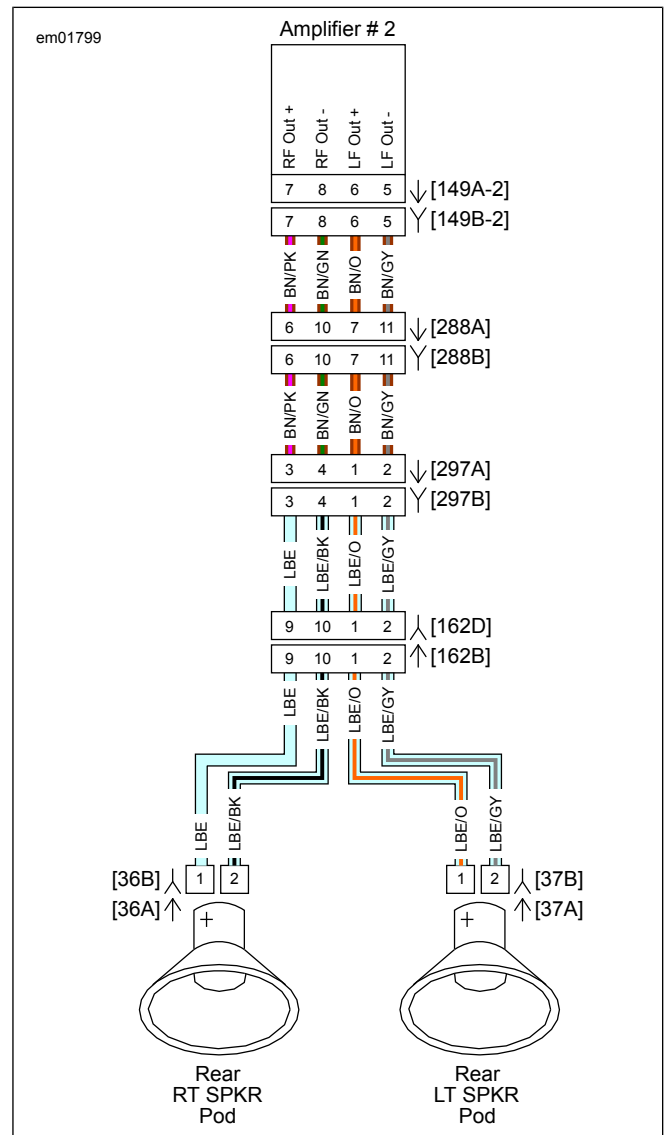 em01799
Amplifier # 2
RF Out +
RF Out -
LF Out +
LF Out -
7 8 6 5 [149A-2]
7 8 6 5 [149B-2]
BN/PK
BN/GN
BN/O
BN/GY
6 10 7 11 [288A]
6 10 7 11 [288B]
BN/PK
BN/GN
BN/O
BN/GY
3 4 1 2 [297A]
3 4 1 2 [297B]
LBE
LBE/BK
LBE/O
LBE/GY
9 10 1 2 [162D]
9 10 1 2 [162B]
LBE
LBE/BK
LBE/O
LBE/GY
LBE
LBE/BK
LBE/O
LBE/GY
[36B] 1 2
1 2 [37B]
[36A] +
+ [37A]
Rear
RT SPKR
Pod
Rear
LT SPKR
Pod